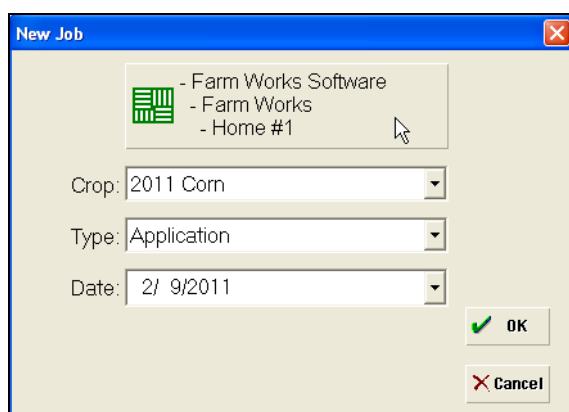 New Job
- Farm Works Software
- Farm Works
- Home #1
Crop: 2011 Corn
Type: Application
Date: 2/ 9/2011
OK
Cancel